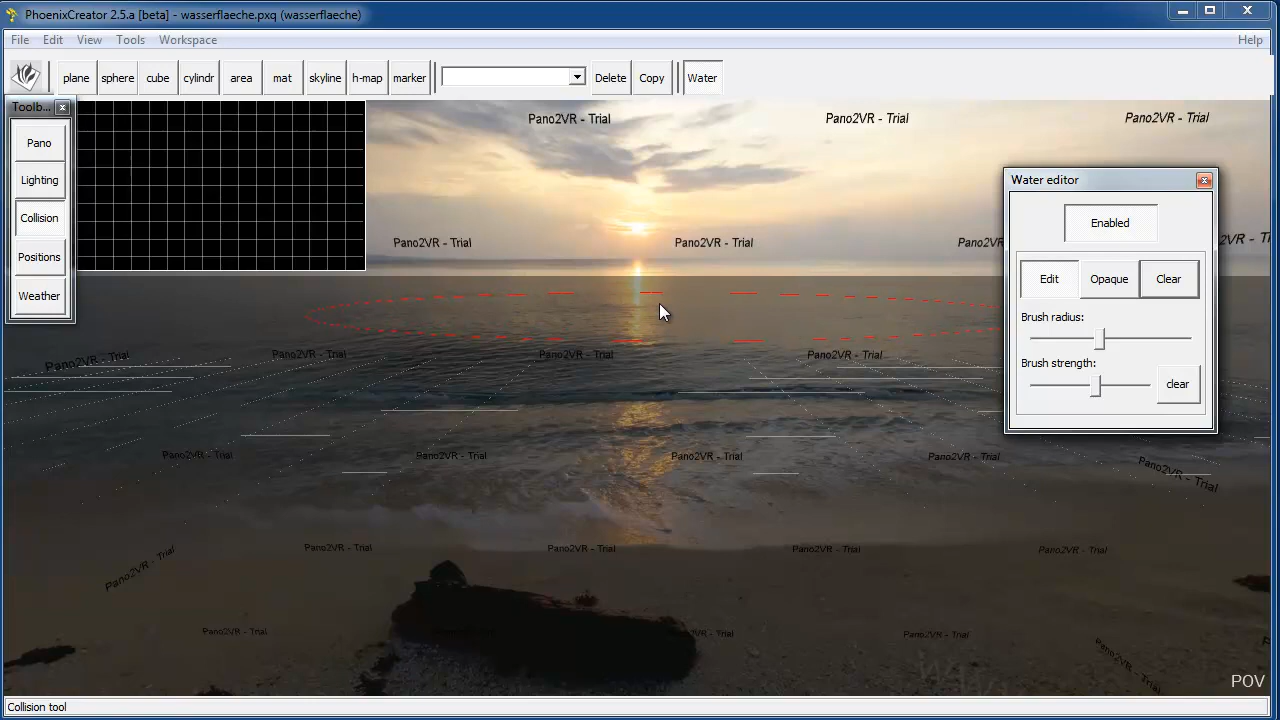 PhoenixCreator 2.5.a [beta] - wasserflaeche.pxq (wasserflaeche)
File Edit View Tools Workspace Help
plane sphere cube cylindr area mat skyline h-map marker Delete Copy Water
Toolb...
Pano
Lighting
Collision
Positions
Weather
Pano2VR - Trial Pano2VR - Trial Pano2VR - Trial
Water editor
Enabled
Edit Opaque Clear
Brush radius:
Brush strength:
clear
Pano2VR - Trial Pano2VR - Trial Pano2VR
Pano2VR - Trial Pano2VR - Trial Pano2VR - Trial Pano2VR - Trial
Pano2VR - Trial Pano2VR - Trial Pano2VR - Trial Pano2VR - Trial Pano2VR - Trial
Pano2VR - Trial Pano2VR - Trial Pano2VR - Trial Pano2VR - Trial Pano2VR - Trial
Pano2VR - Trial Pano2VR - Trial Pano2VR - Trial
POV
Collision tool